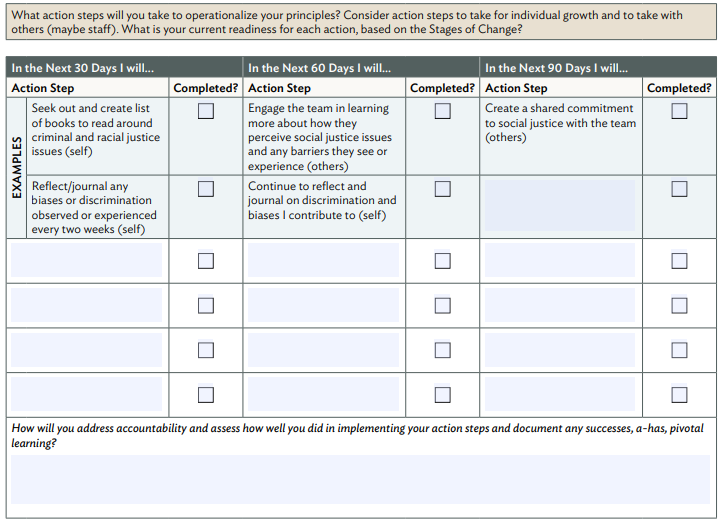 What action steps will you take to operationalize your principles? Consider action steps to take for individual growth and to take with
others (maybe staff). What is your current readiness for each action, based on the Stages of Change?
In the Next 30 Days I will...
In the Next 60 Days I will...
In the Next 90 Days I will...
Action Step
Completed?
Action Step
Completed?
Action Step
Completed?
EXAMPLES
Seek out and create list
of books to read around
criminal and racial justice
issues (self)
Engage the team in learning
more about how they
perceive social justice issues
and any barriers they see or
experience (others)
Create a shared commitment
to social justice with the team
(others)
Reflect/journal any
biases or discrimination
observed or experienced
every two weeks (self)
Continue to reflect and
journal on discrimination and
biases I contribute to (self)
How will you address accountability and assess how well you did in implementing your action steps and document any successes, a-has, pivotal
learning?